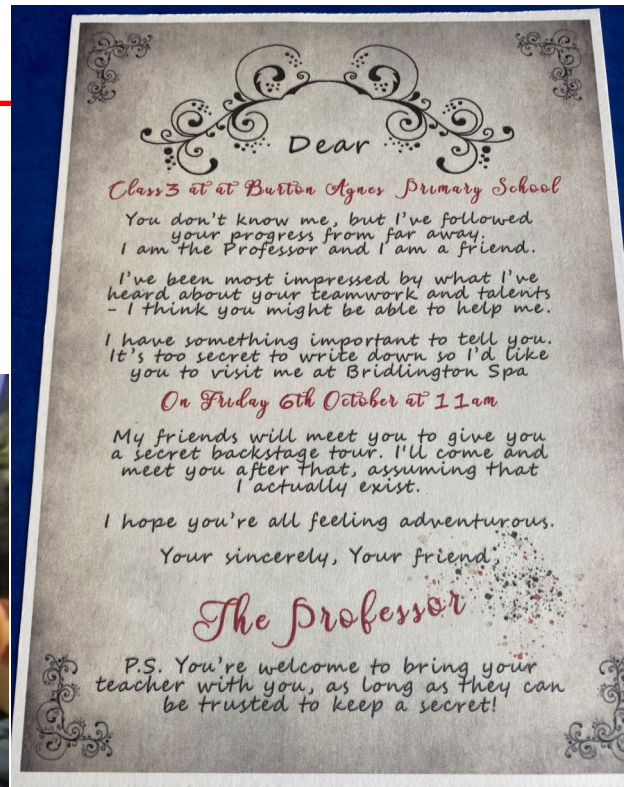 Dear
Class 3 at at Burton Agnes Primary School
You don't know me, but I've followed
your progress from far away.
I am the Professor and I am a friend.
I've been most impressed by what I've
heard about your teamwork and talents
- I think you might be able to help me.
I have something important to tell you.
It's too secret to write down so I'd like
you to visit me at Bridlington Spa
On Friday 6th October at 11am
My friends will meet you to give you
a secret backstage tour. I'll come and
meet you after that, assuming that
I actually exist.
I hope you're all feeling adventurous.
Your sincerely, Your friend,
The Professor
P.S. You're welcome to bring your
teacher with you, as long as they can
be trusted to keep a secret!